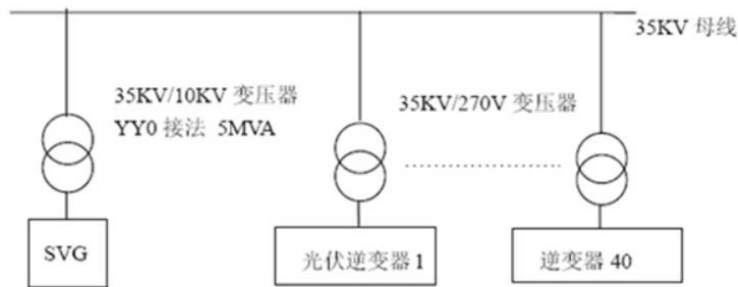 35KV 母线
35KV/10KV 变压器
YY0 接法 5MVA
35KV/270V 变压器
SVG
光伏逆变器 1
逆变器 40